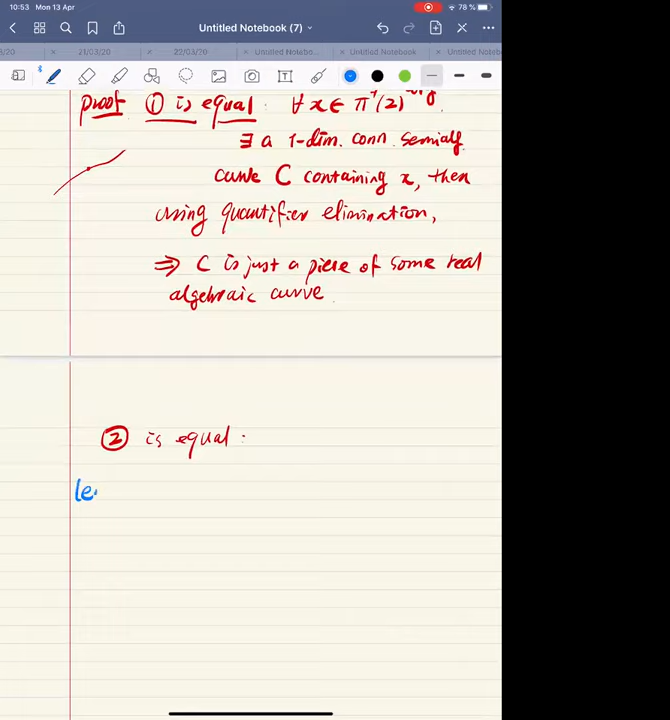 10:53 Mon 13 Apr
78 %
Untitled Notebook (7)
21/03/20
22/03/20
Untitled Notebook
Untitled Notebook
proof ① is equal : ∀ x ∈ π⁻¹(2)
∃ a 1-dim. conn. semialg.
curve C containing x, then
using quantifier elimination,
⇒ C is just a piece of some real
algebraic curve.
② is equal :
le